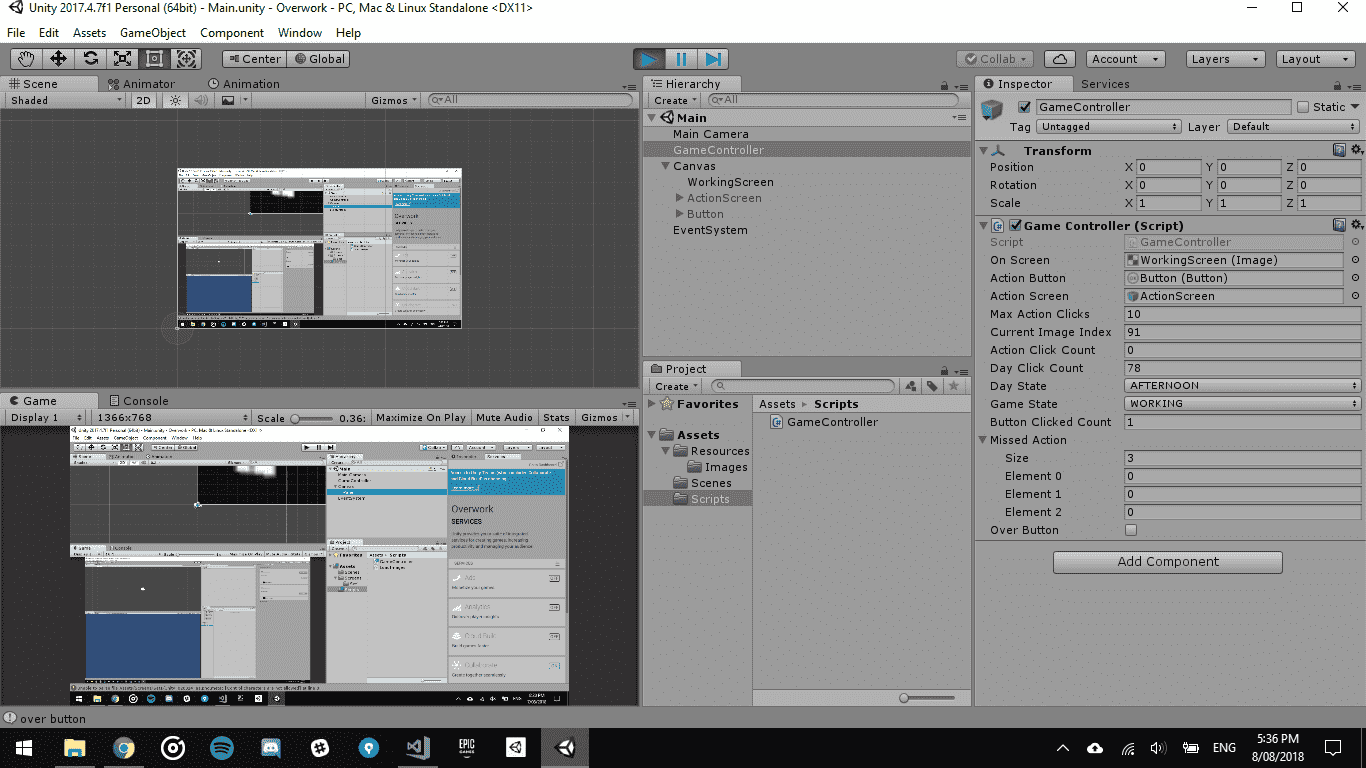 Unity 2017.4.7f1 Personal (64bit) - Main.unity - Overwork - PC, Mac & Linux Standalone <DX11>
File Edit Assets GameObject Component Window Help
Center Global Collab Account Layers Layout
Scene Animator Animation
Shaded 2D Gizmos All
Hierarchy
Create All
Main
Main Camera
GameController
Canvas
WorkingScreen
ActionScreen
Button
EventSystem
Inspector Services
GameController Static
Tag Untagged Layer Default
Transform
Position X 0 Y 0 Z 0
Rotation X 0 Y 0 Z 0
Scale X 1 Y 1 Z 1
Game Controller (Script)
Script GameController
On Screen WorkingScreen (Image)
Action Button Button (Button)
Action Screen ActionScreen
Max Action Clicks 10
Current Image Index 91
Action Click Count 0
Day Click Count 78
Day State AFTERNOON
Game State WORKING
Button Clicked Count 1
Missed Action
Size 3
Element 0 0
Element 1 0
Element 2 0
Over Button
Add Component
Project
Create
Favorites
Assets
Resources
Images
Scenes
Scripts
Assets Scripts
GameController
Game Console
Display 1 1366x768 Scale 0.36 Maximize On Play Mute Audio Stats Gizmos
Overwork
SERVICES
over button
EPIC GAMES
ENG
5:36 PM
8/08/2018